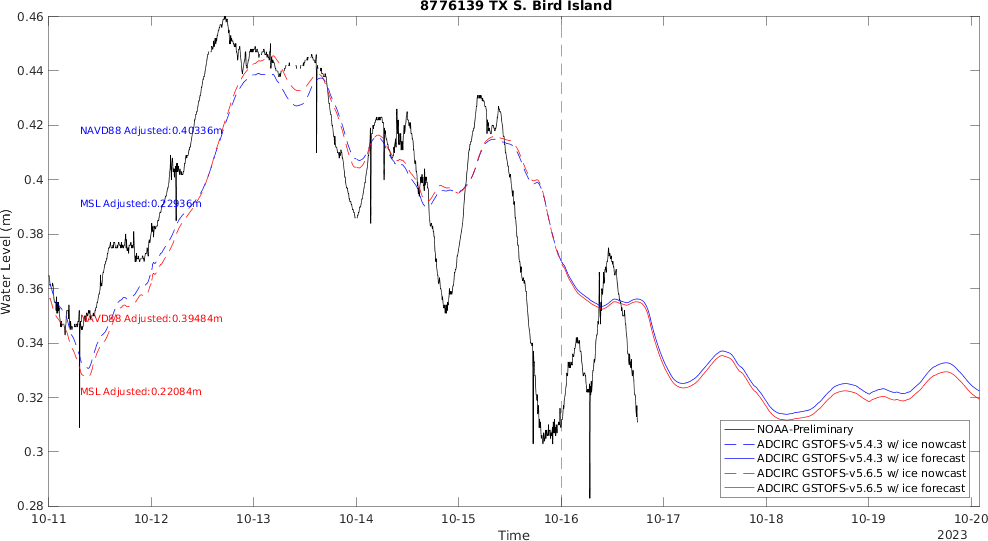 8776139 TX S. Bird Island
0.46
0.44
0.42
0.4
0.38
0.36
0.34
0.32
0.3
0.28
Water Level (m)
NAVD88 Adjusted:0.40336m
MSL Adjusted:0.22936m
NAVD88 Adjusted:0.39484m
MSL Adjusted:0.22084m
NOAA-Preliminary
ADCIRC GSTOFS-v5.4.3 w/ ice nowcast
ADCIRC GSTOFS-v5.4.3 w/ ice forecast
ADCIRC GSTOFS-v5.6.5 w/ ice nowcast
ADCIRC GSTOFS-v5.6.5 w/ ice forecast
10-11 10-12 10-13 10-14 10-15 10-16 10-17 10-18 10-19 10-20
Time
2023